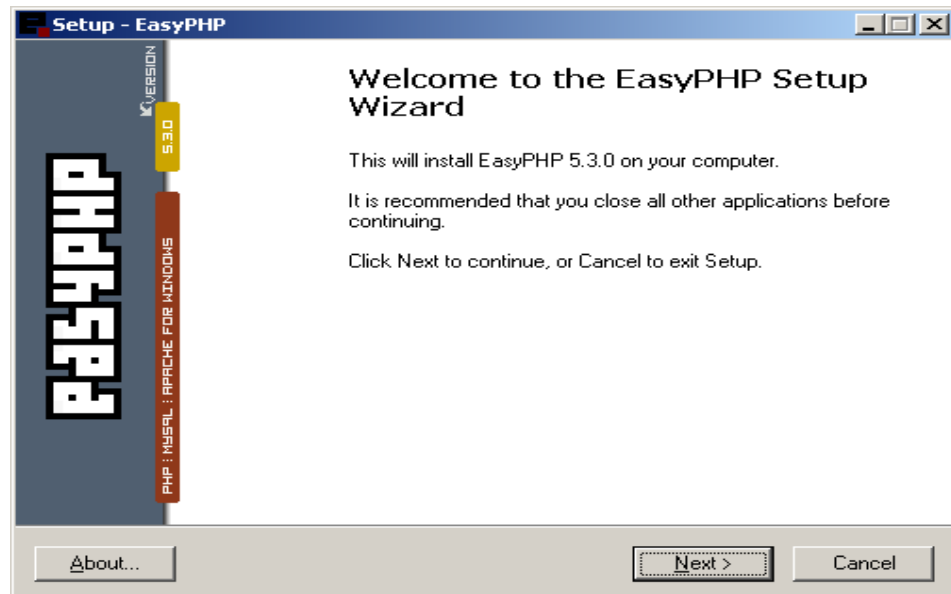 Setup - EasyPHP
VERSION
5.3.0
easyPHP
PHP : MYSQL : APACHE FOR WINDOWS
Welcome to the EasyPHP Setup
Wizard
This will install EasyPHP 5.3.0 on your computer.
It is recommended that you close all other applications before
continuing.
Click Next to continue, or Cancel to exit Setup.
About...
Next >
Cancel